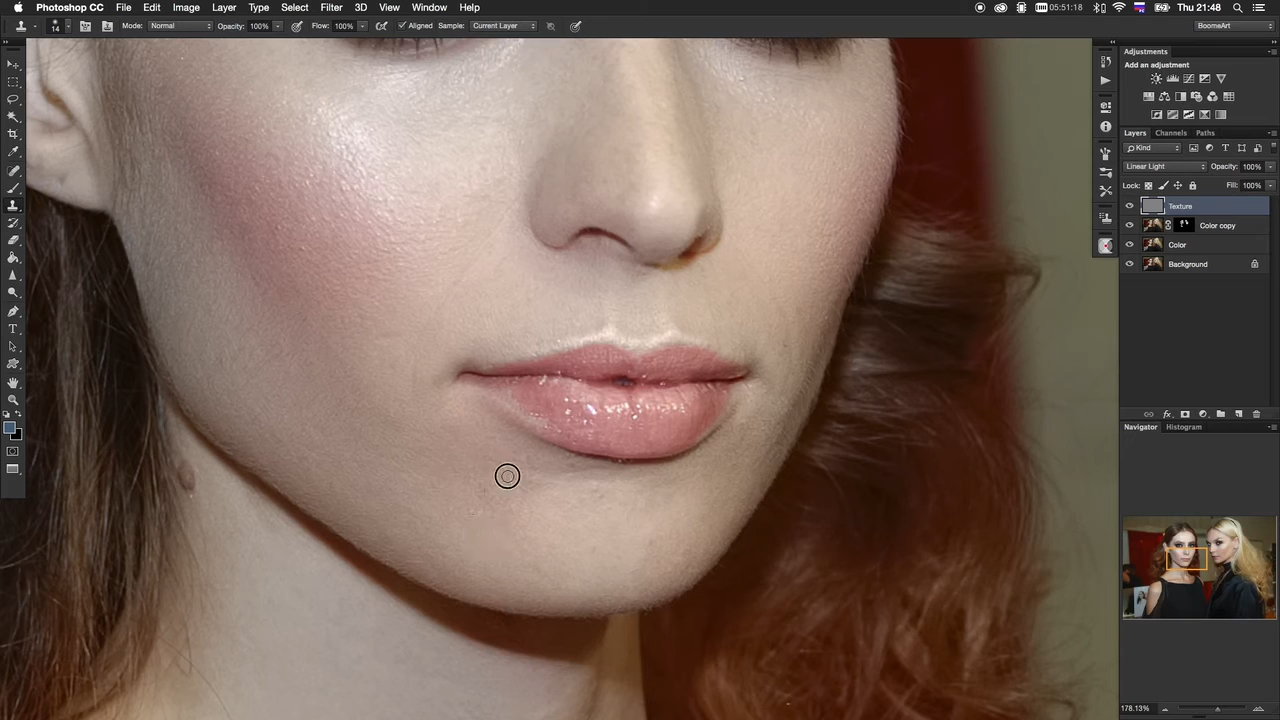 Photoshop CC File Edit Image Layer Type Select Filter 3D View Window Help 05:51:18 Thu 21:48
14 Mode: Normal Opacity: 100% Flow: 100% Aligned Sample: Current Layer BoomeArt
Adjustments
Add an adjustment
Layers Channels Paths
Kind
Linear Light Opacity: 100%
Lock: Fill: 100%
Texture
Color copy
Color
Background
fx
Navigator Histogram
178.13%